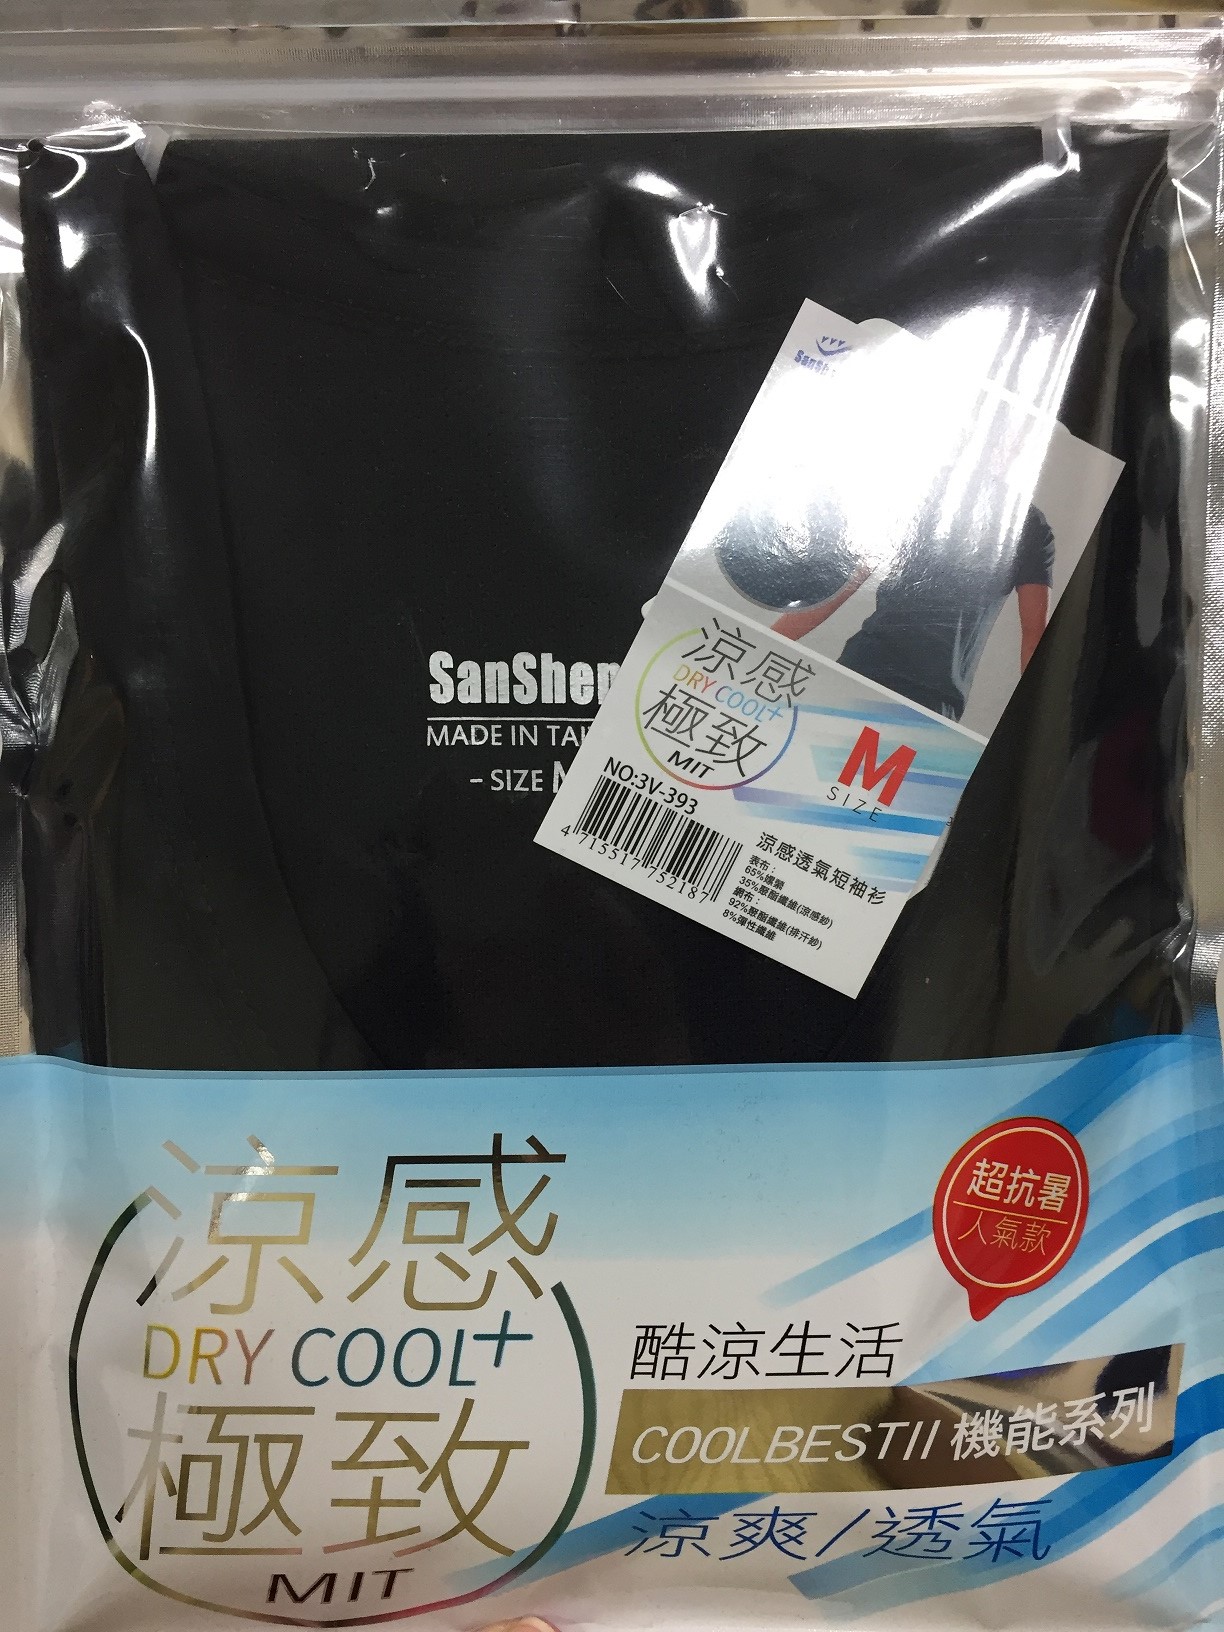 SanShen
MADE IN TAI
- SIZE M
涼感
DRY COOL+
極致
MIT
M
SIZE
NO:3V-393
4 715517 752187
涼感透氣短袖衫
表布:
65%嫘縈
35%聚酯纖維(涼感紗)
網布:
92%聚酯纖維(排汗紗)
8%彈性纖維
涼感
DRY COOL+
極致
MIT
超抗暑
人氣款
酷涼生活
COOLBESTII 機能系列
涼爽/透氣